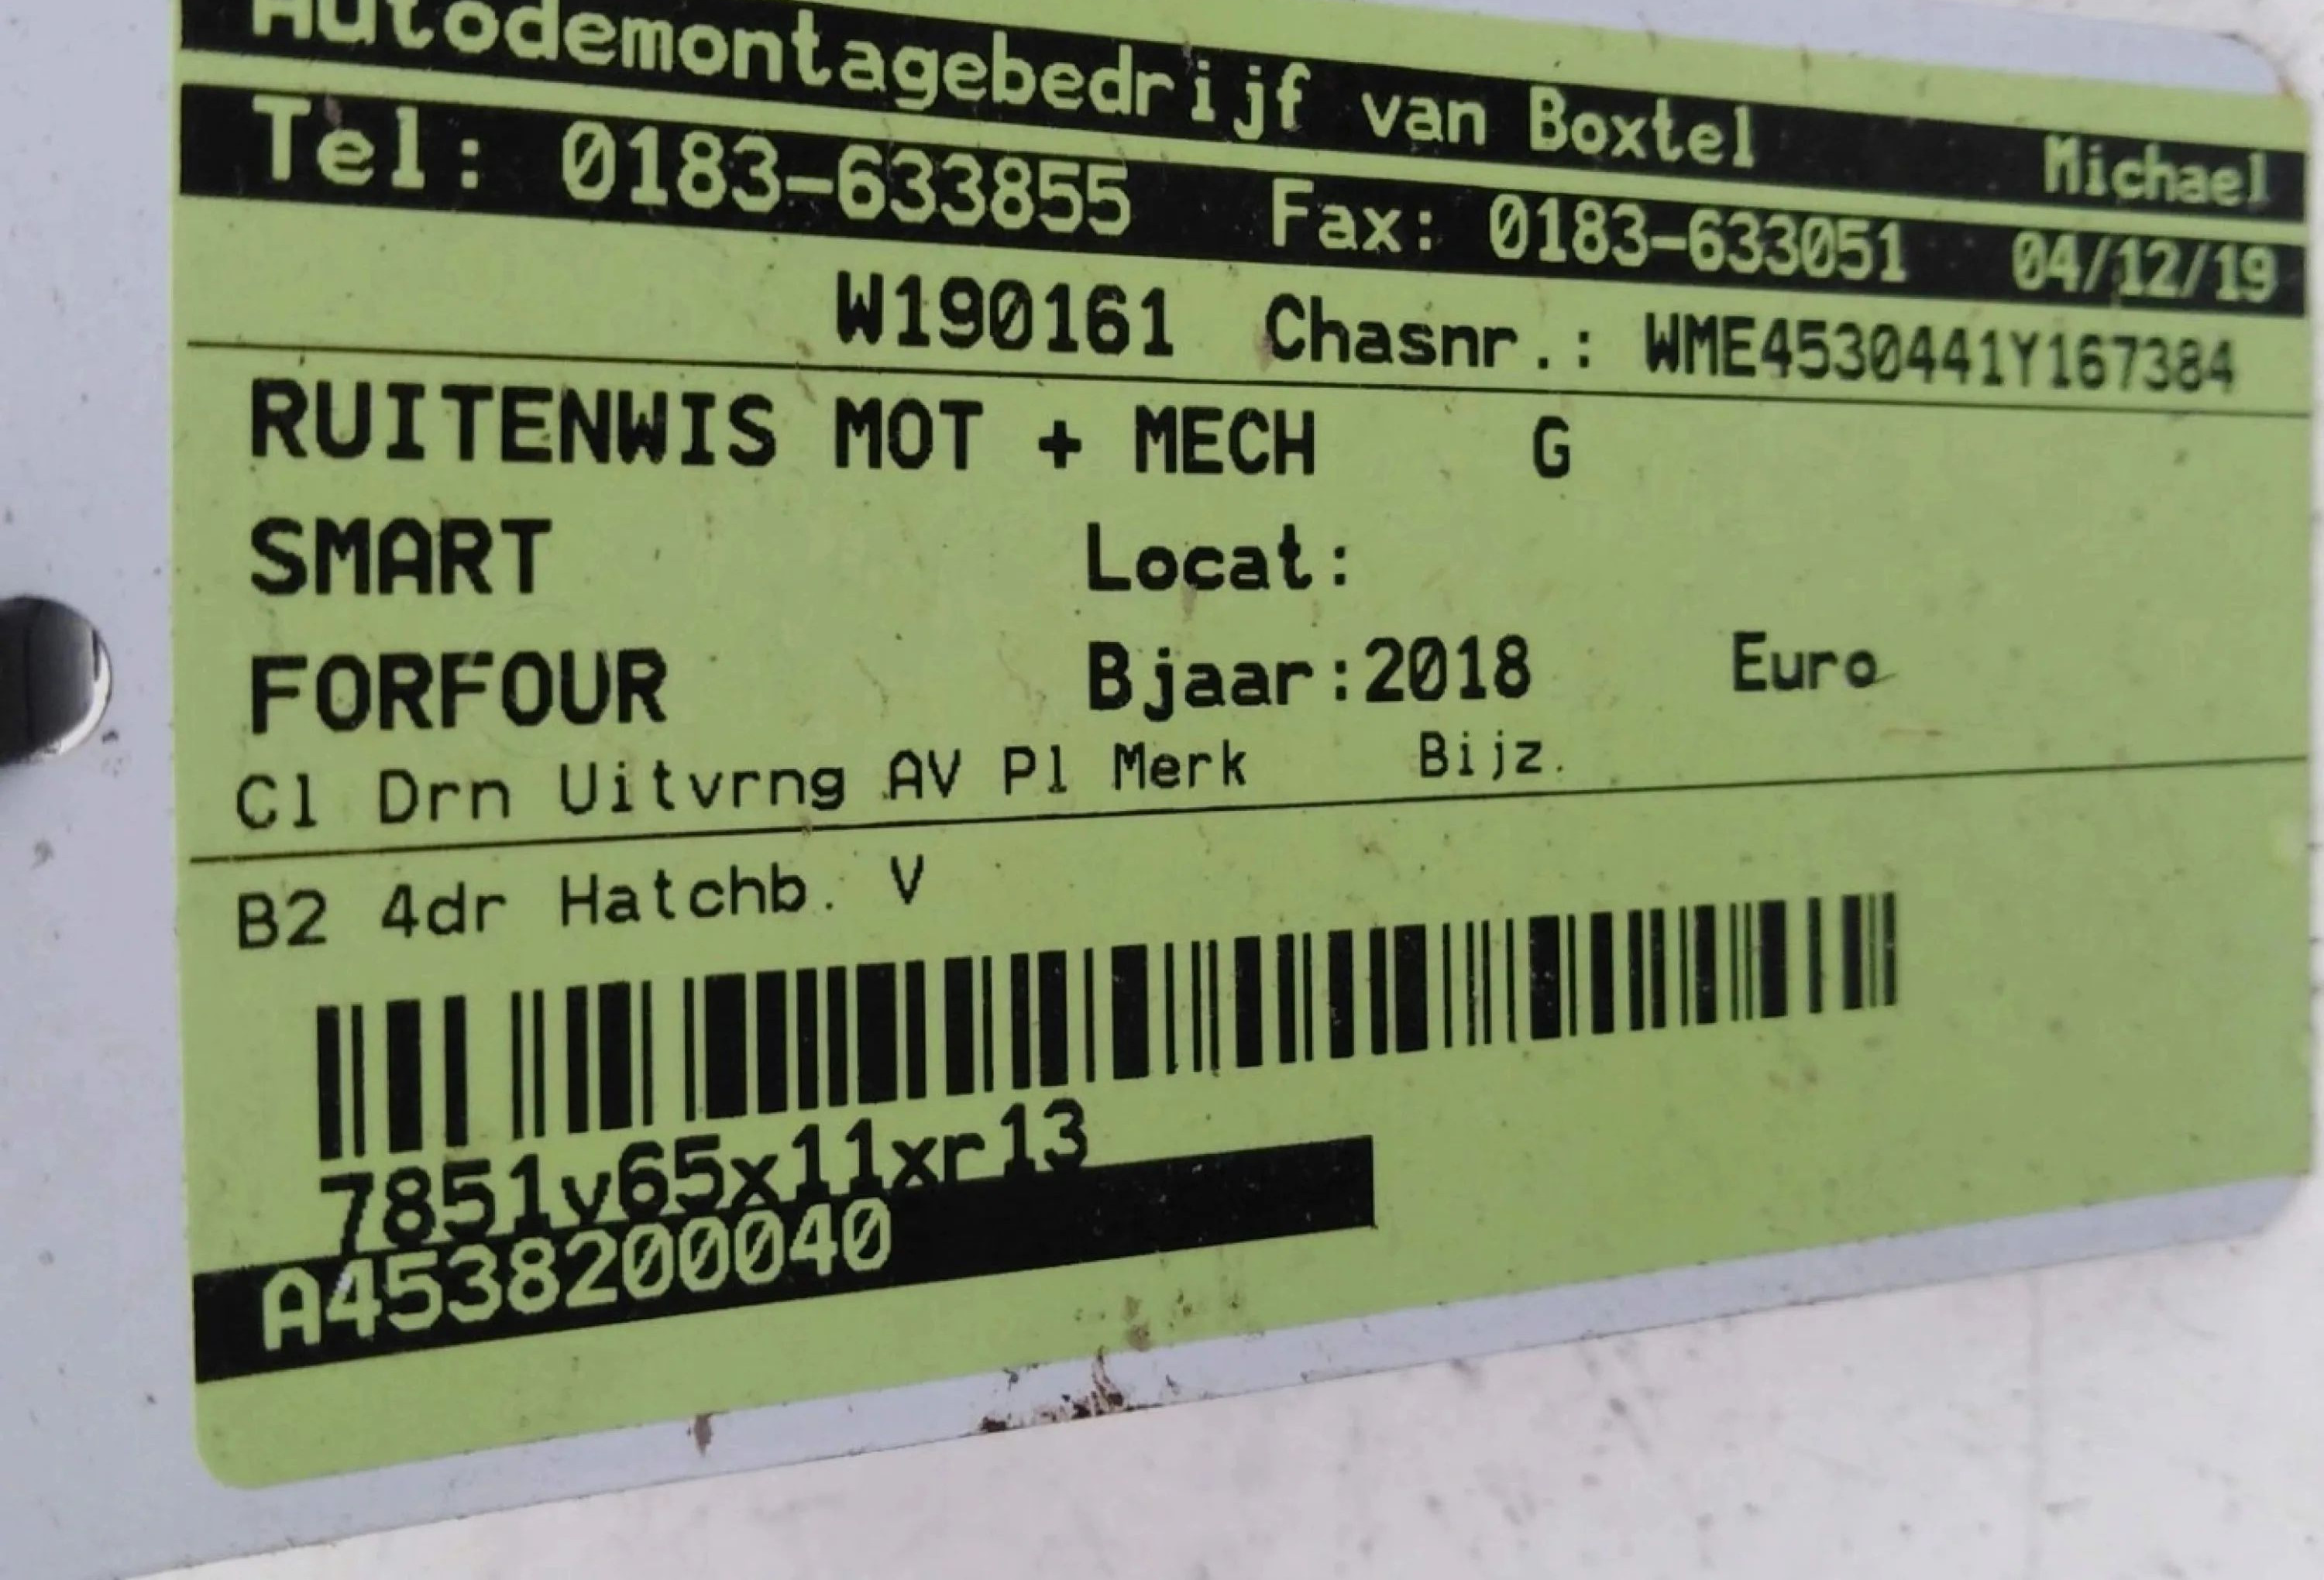 Autodemontagebedrijf van Boxtel Michael
Tel: 0183-633855 Fax: 0183-633051 04/12/19
W190161 Chasnr.: WME4530441Y167384
RUITENWIS MOT + MECH G
SMART Locat:
FORFOUR Bjaar:2018 Euro
Cl Drn Uitvrng AV Pl Merk Bijz.
B2 4dr Hatchb. V
7851v65x11xr13
A4538200040